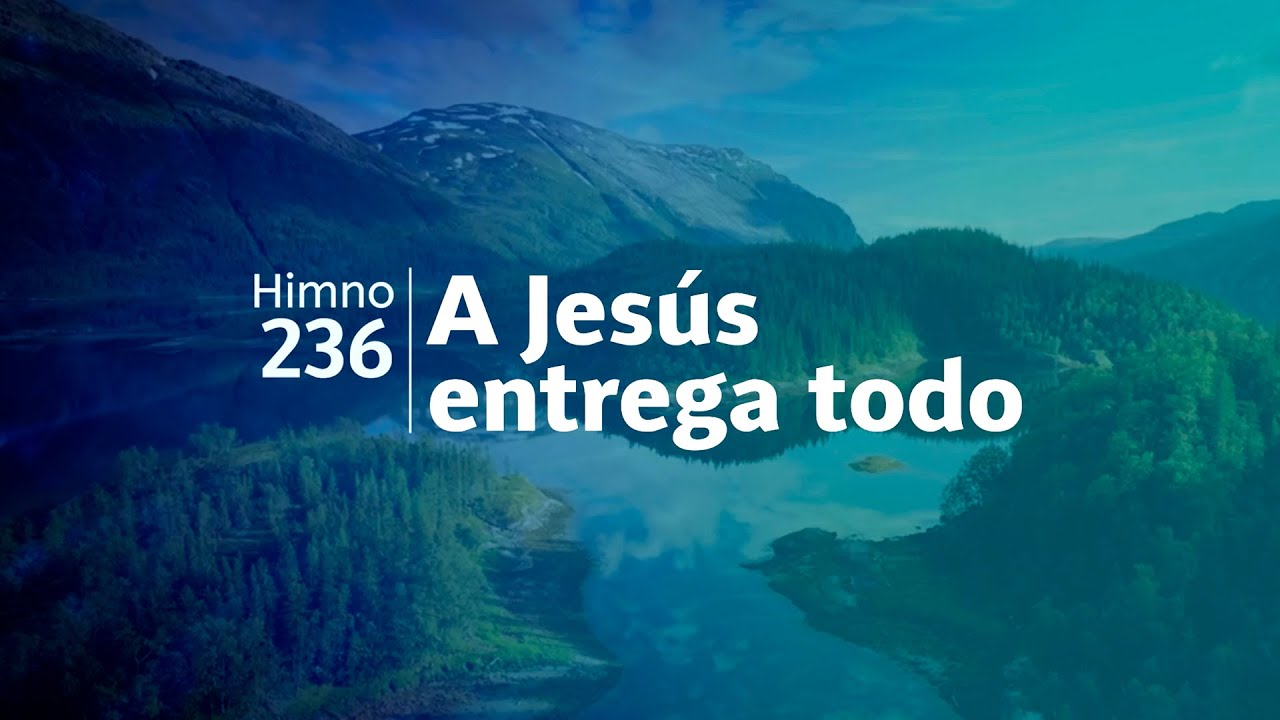 Himno
236
A Jesús
entrega todo